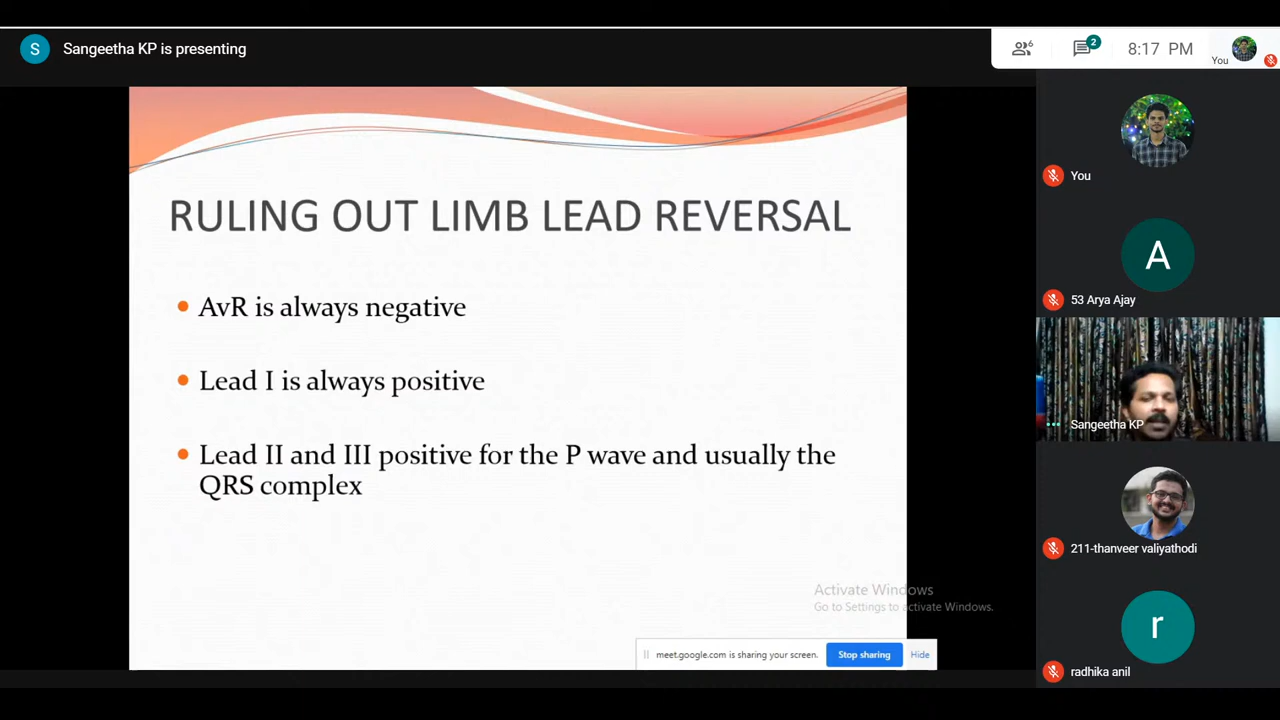 S Sangeetha KP is presenting
6
2
8:17 PM
You
RULING OUT LIMB LEAD REVERSAL
• AvR is always negative
• Lead I is always positive
• Lead II and III positive for the P wave and usually the
QRS complex
Activate Windows
Go to Settings to activate Windows.
meet.google.com is sharing your screen. Stop sharing Hide
You
A
53 Arya Ajay
Sangeetha KP
211-thanveer valiyathodi
r
radhika anil